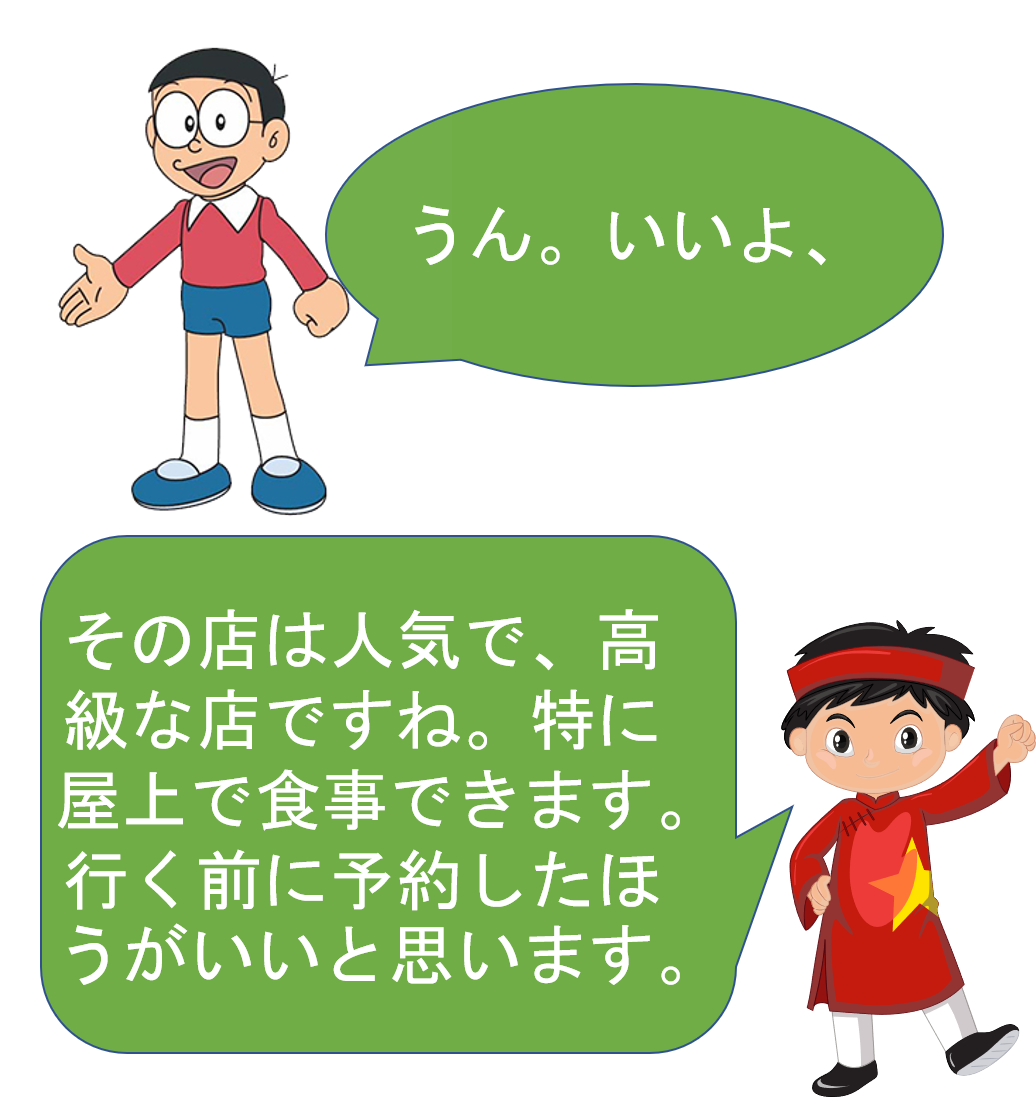 うん。いいよ、
その店は人気で、高
級な店ですね。特に
屋上で食事できます。
行く前に予約したほ
うがいいと思います。